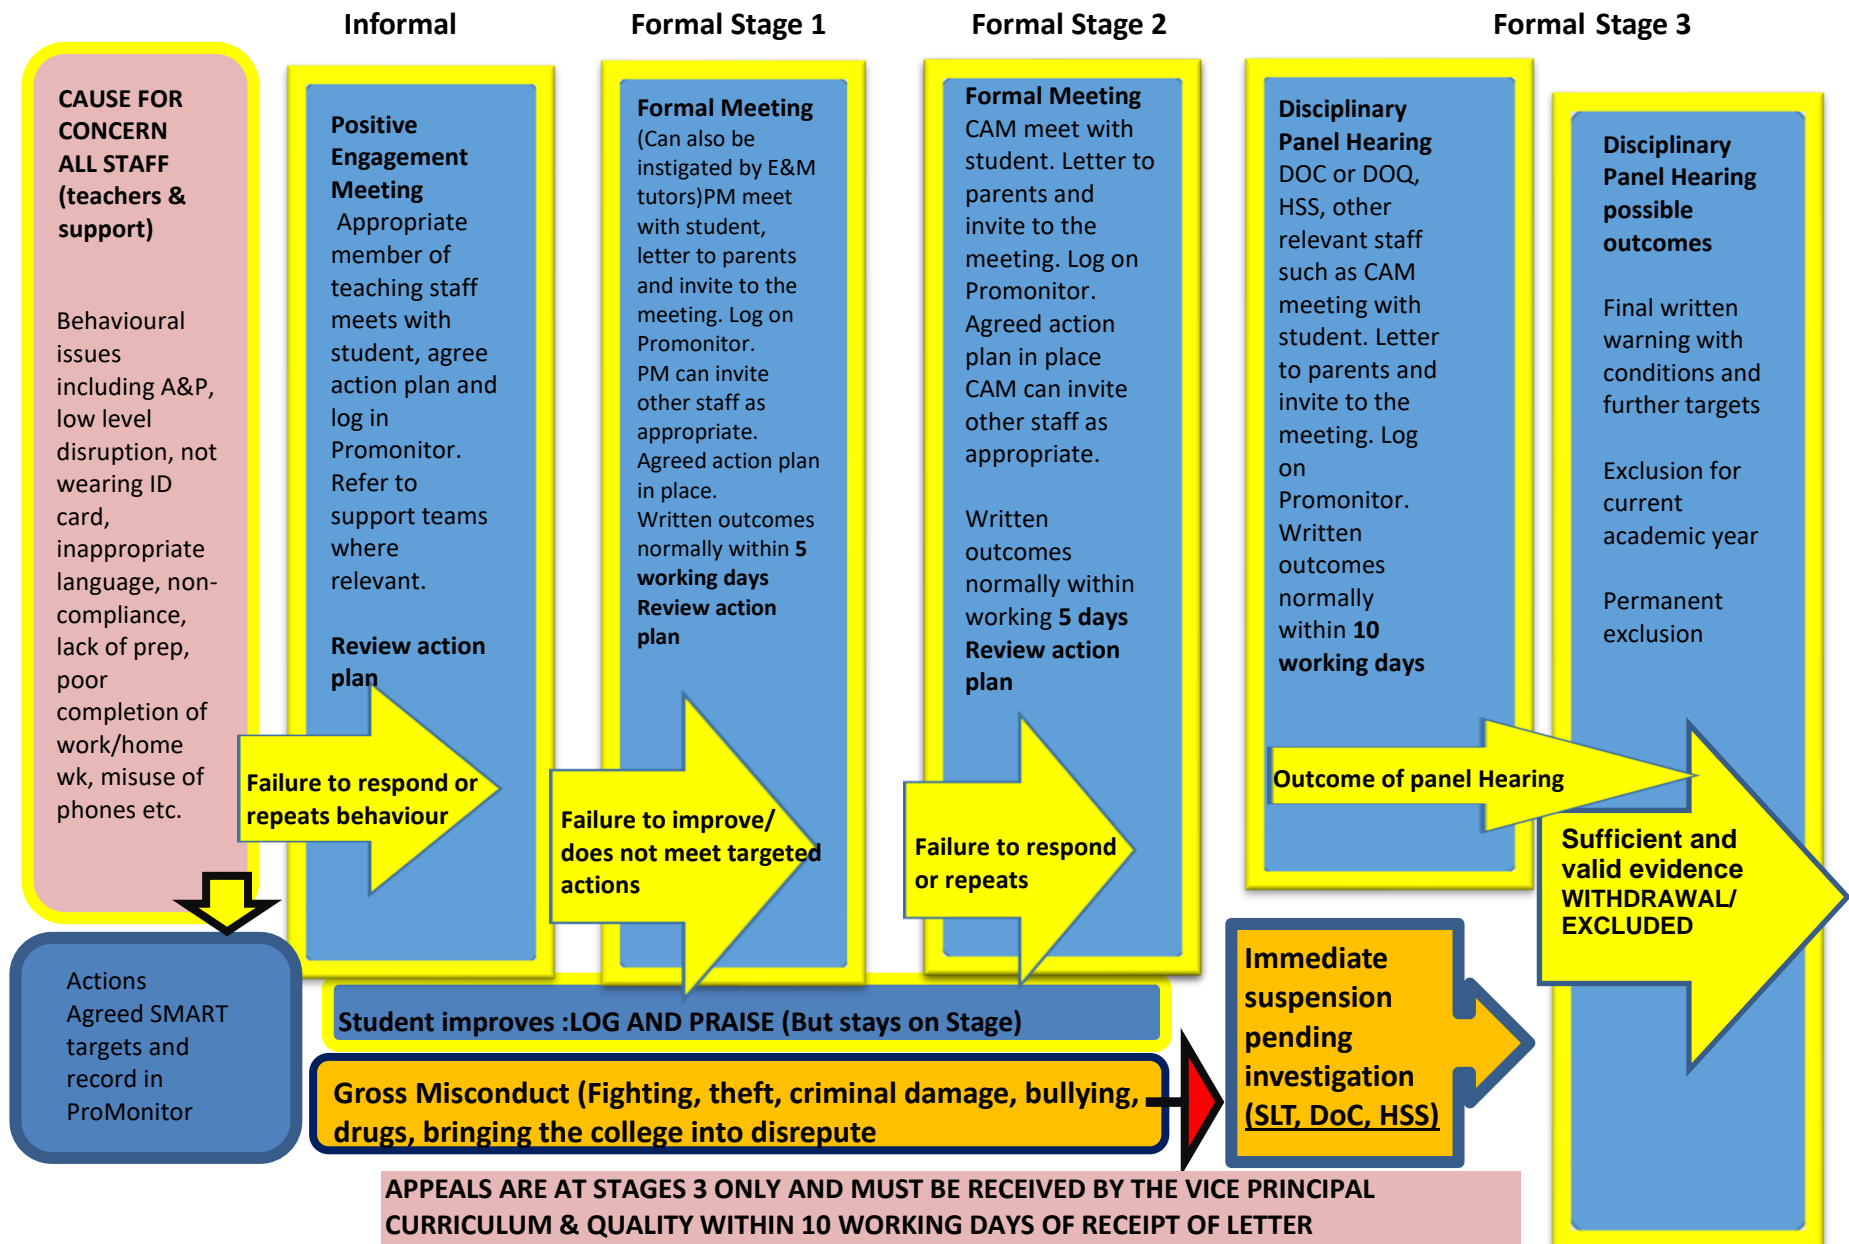 Informal
Formal Stage 1
Formal Stage 2
Formal Stage 3
CAUSE FOR
CONCERN
ALL STAFF
(teachers &
support)
Behavioural
issues
including A&P,
low level
disruption, not
wearing ID
card,
inappropriate
language, non-
compliance,
lack of prep,
poor
completion of
work/home
wk, misuse of
phones etc.
Actions
Agreed SMART
targets and
record in
ProMonitor
Positive
Engagement
Meeting
Appropriate
member of
teaching staff
meets with
student, agree
action plan and
log in
Promonitor.
Refer to
support teams
where
relevant.
Review action
plan
Failure to respond or
repeats behaviour
Formal Meeting
(Can also be
instigated by E&M
tutors)PM meet
with student,
letter to parents
and invite to the
meeting. Log on
Promonitor.
PM can invite
other staff as
appropriate.
Agreed action plan
in place.
Written outcomes
normally within 5
working days
Review action
plan
Failure to improve/
does not meet targeted
actions
Formal Meeting
CAM meet with
student. Letter to
parents and
invite to the
meeting. Log on
Promonitor.
Agreed action
plan in place
CAM can invite
other staff as
appropriate.
Written
outcomes
normally within
working 5 days
Review action
plan
Failure to respond
or repeats
Disciplinary
Panel Hearing
DOC or DOQ,
HSS, other
relevant staff
such as CAM
meeting with
student. Letter
to parents and
invite to the
meeting. Log
on
Promonitor.
Written
outcomes
normally
within 10
working days
Outcome of panel Hearing
Disciplinary
Panel Hearing
possible
outcomes
Final written
warning with
conditions and
further targets
Exclusion for
current
academic year
Permanent
exclusion
Sufficient and
valid evidence
WITHDRAWAL/
EXCLUDED
Student improves :LOG AND PRAISE (But stays on Stage)
Gross Misconduct (Fighting, theft, criminal damage, bullying,
drugs, bringing the college into disrepute
Immediate
suspension
pending
investigation
(SLT, DoC, HSS)
APPEALS ARE AT STAGES 3 ONLY AND MUST BE RECEIVED BY THE VICE PRINCIPAL
CURRICULUM & QUALITY WITHIN 10 WORKING DAYS OF RECEIPT OF LETTER